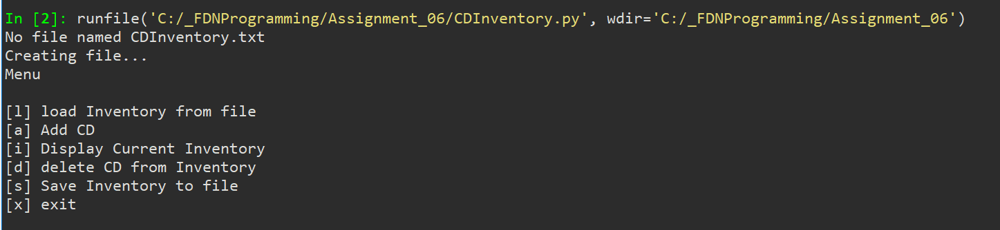 In [2]: runfile('C:/_FDNProgramming/Assignment_06/CDInventory.py', wdir='C:/_FDNProgramming/Assignment_06')
No file named CDInventory.txt
Creating file...
Menu
[l] load Inventory from file
[a] Add CD
[i] Display Current Inventory
[d] delete CD from Inventory
[s] Save Inventory to file
[x] exit